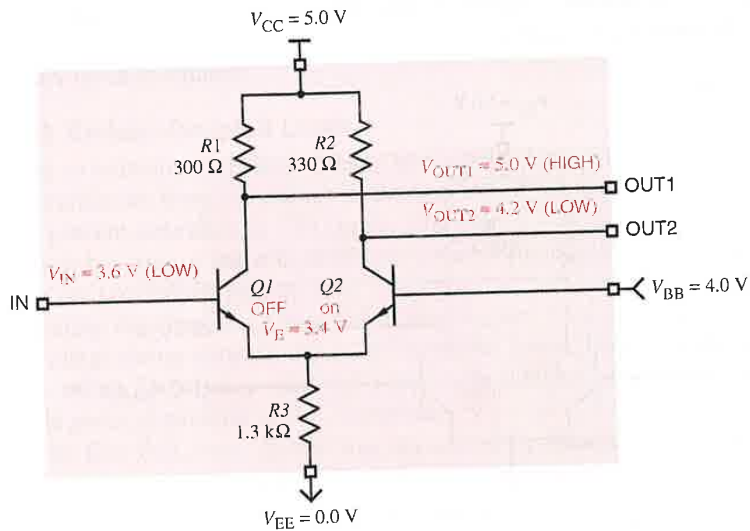 V_CC = 5.0 V
R1
300 Ω
R2
330 Ω
V_OUT1 = 5.0 V (HIGH)
OUT1
V_OUT2 = 4.2 V (LOW)
OUT2
V_IN = 3.6 V (LOW)
IN
Q1
OFF
Q2
on
V_E = 3.4 V
V_BB = 4.0 V
R3
1.3 kΩ
V_EE = 0.0 V